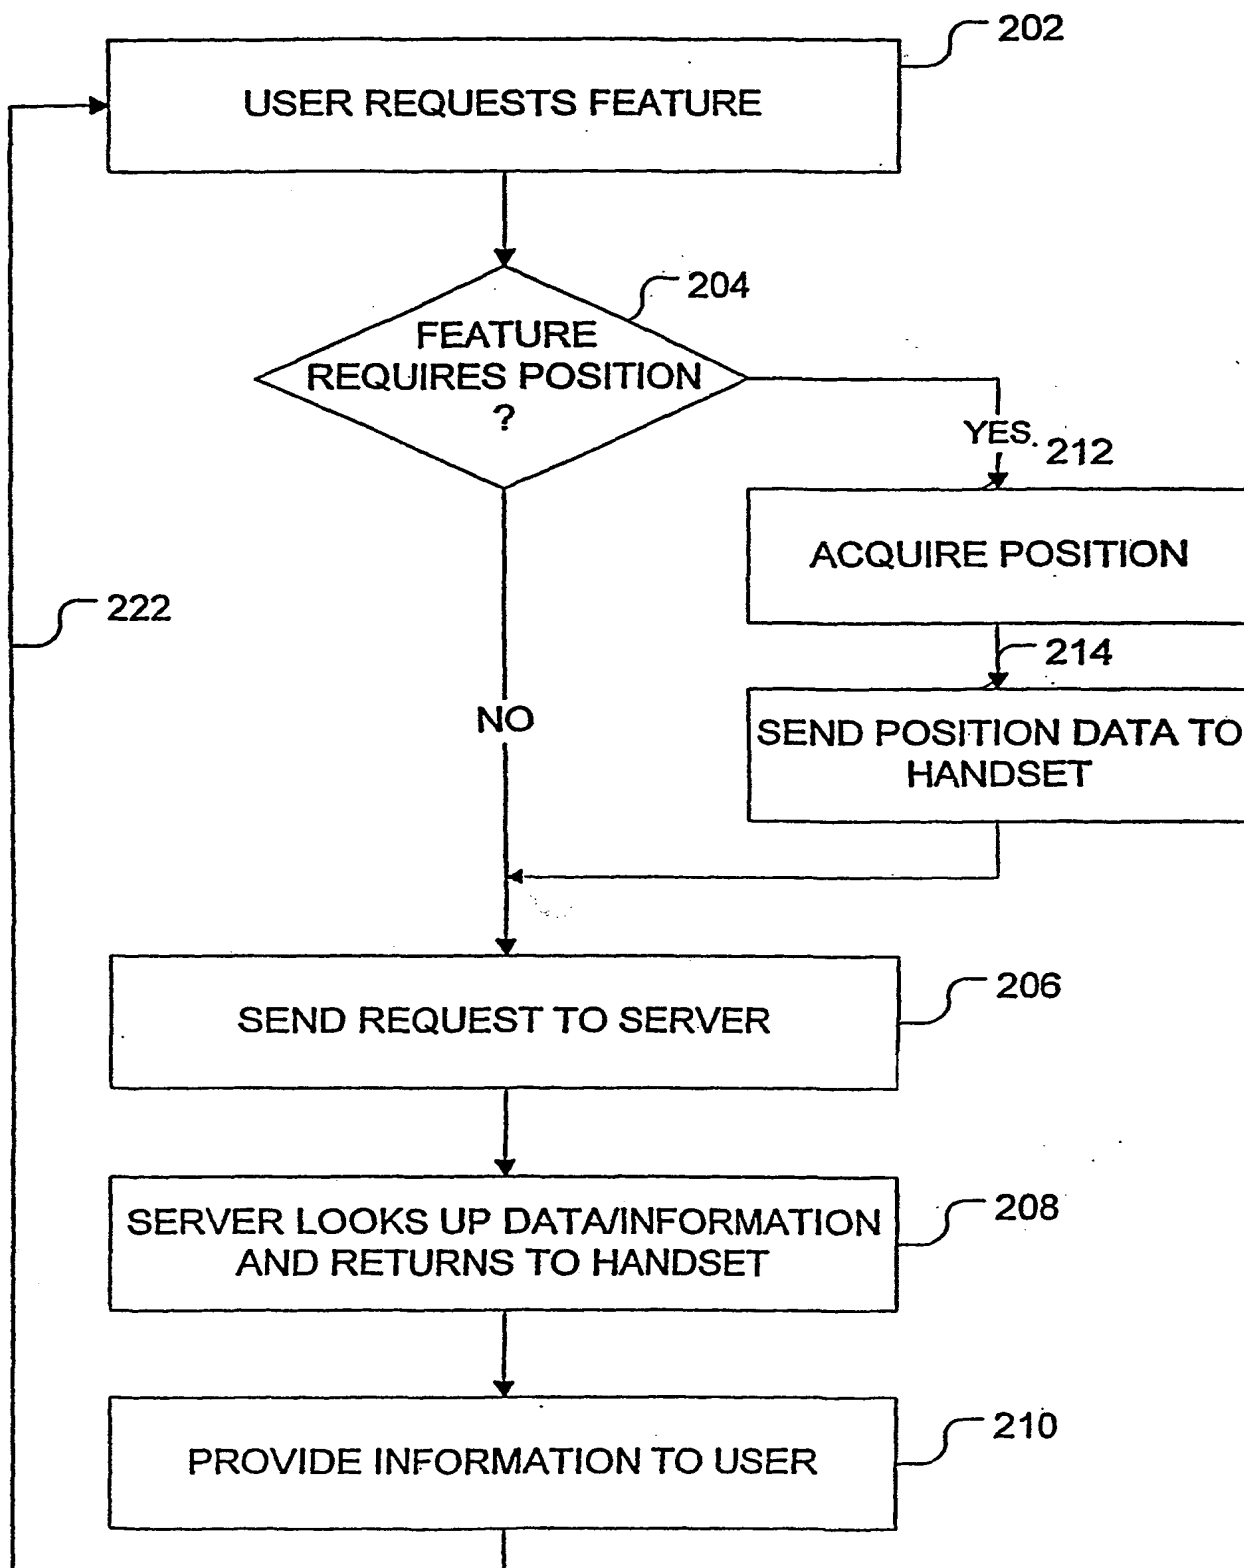 202
USER REQUESTS FEATURE
204
FEATURE
REQUIRES POSITION
?
YES.
212
ACQUIRE POSITION
222
214
NO
SEND POSITION DATA TO
HANDSET
206
SEND REQUEST TO SERVER
208
SERVER LOOKS UP DATA/INFORMATION
AND RETURNS TO HANDSET
210
PROVIDE INFORMATION TO USER